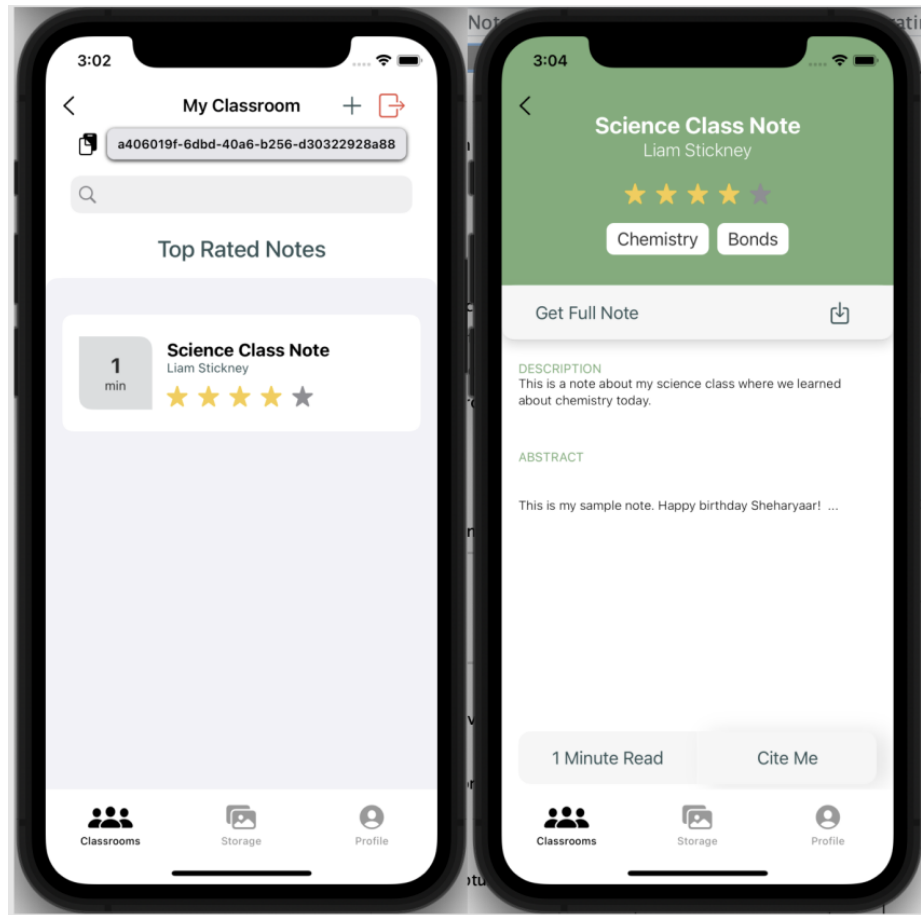 3:02
My Classroom
a406019f-6dbd-40a6-b256-d30322928a88
Top Rated Notes
1
min
Science Class Note
Liam Stickney
Classrooms
Storage
Profile
3:04
Science Class Note
Liam Stickney
Chemistry
Bonds
Get Full Note
DESCRIPTION
This is a note about my science class where we learned
about chemistry today.
ABSTRACT
This is my sample note. Happy birthday Sheharyaar! ...
1 Minute Read
Cite Me
Classrooms
Storage
Profile